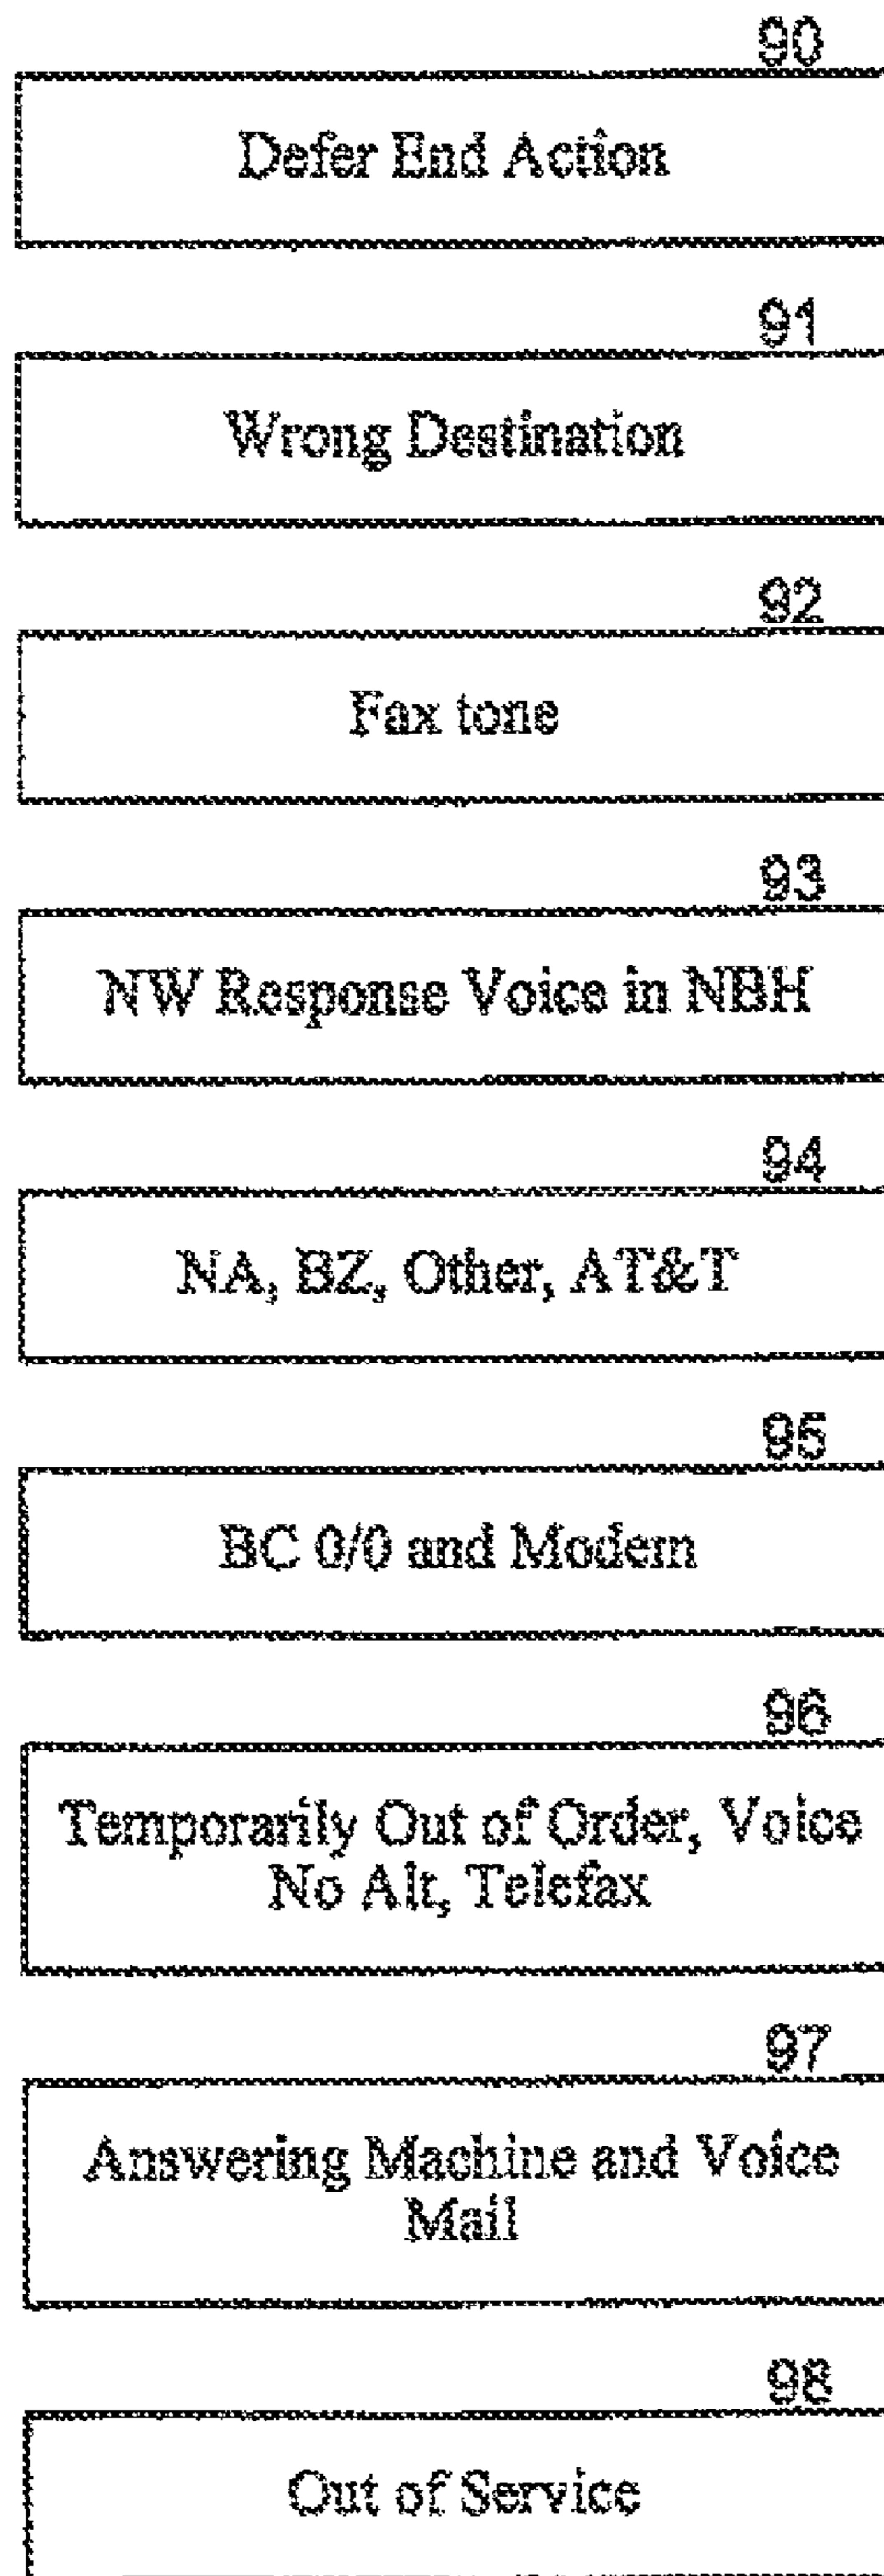 90
Defer End Action
91
Wrong Destination
92
Fax tone
93
NW Response Voice in NBH
94
NA, BZ, Other, AT&T
95
BC 0/0 and Modem
96
Temporarily Out of Order, Voice
No Alt, Telefax
97
Answering Machine and Voice
Mail
98
Out of Service